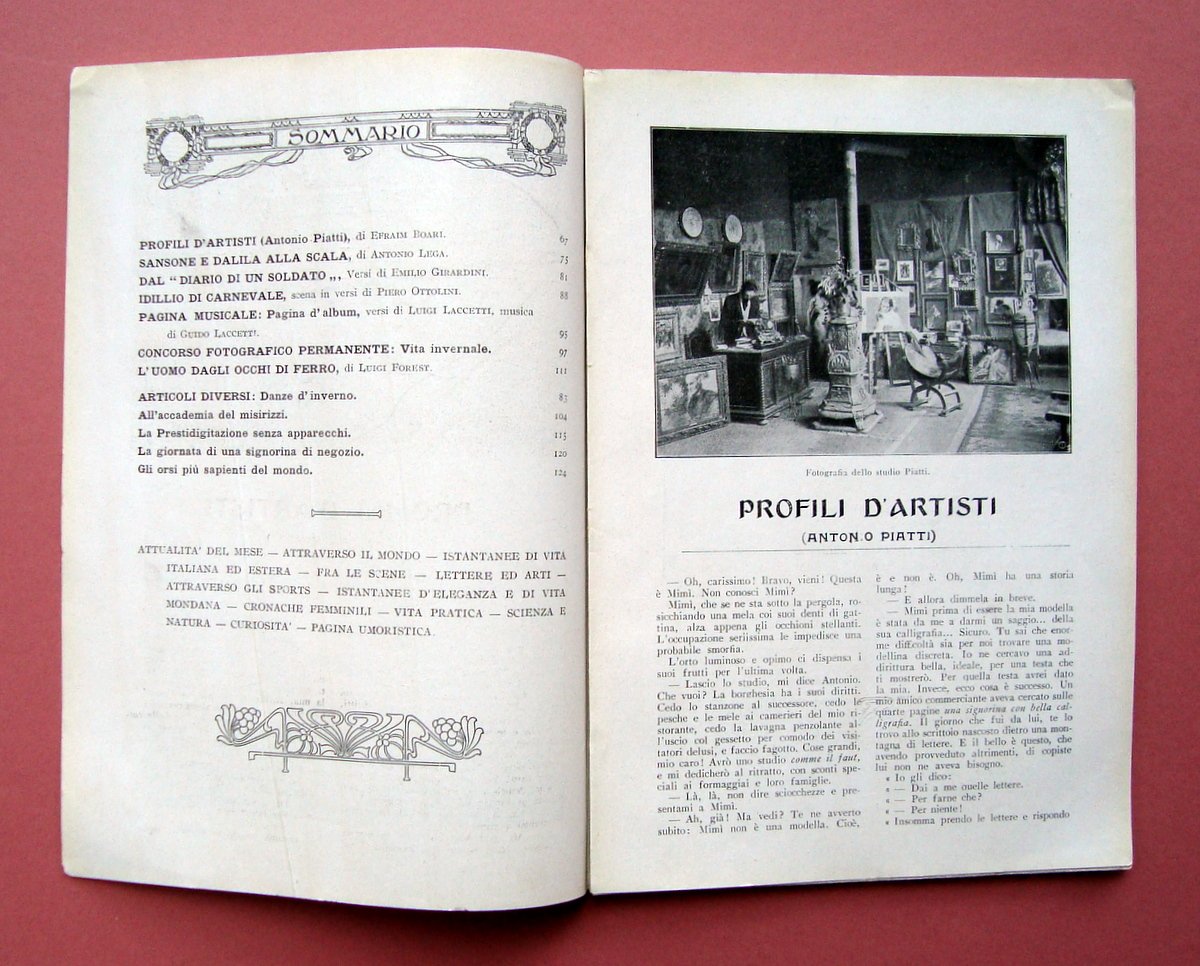 SOMMARIO
PROFILI D'ARTISTI (Antonio Piatti), di EFRAIM BOARI. 67
SANSONE E DALILA ALLA SCALA, di ANTONIO LEGA. 75
DAL “ DIARIO DI UN SOLDATO „, Versi di EMILIO GIRARDINI. 81
IDILLIO DI CARNEVALE, scena in versi di PIERO OTTOLINI. 88
PAGINA MUSICALE: Pagina d'album, versi di LUIGI LACCETTI, musica
di GUIDO LACCETTI. 95
CONCORSO FOTOGRAFICO PERMANENTE: Vita invernale. 97
L'UOMO DAGLI OCCHI DI FERRO, di LUIGI FOREST. 111
ARTICOLI DIVERSI: Danze d'inverno. 83
All'accademia del misirizzi. 104
La Prestidigitazione senza apparecchi. 115
La giornata di una signorina di negozio. 120
Gli orsi più sapienti del mondo. 124
ATTUALITA' DEL MESE — ATTRAVERSO IL MONDO — ISTANTANEE DI VITA
ITALIANA ED ESTERA — FRA LE SCENE — LETTERE ED ARTI —
ATTRAVERSO GLI SPORTS — ISTANTANEE D'ELEGANZA E DI VITA
MONDANA — CRONACHE FEMMINILI — VITA PRATICA — SCIENZA E
NATURA — CURIOSITA' — PAGINA UMORISTICA.
Fotografia dello studio Piatti.
PROFILI D'ARTISTI
(ANTON.O PIATTI)
— Oh, carissimo! Bravo, vieni! Questa
è Mimì. Non conosci Mimì?
Mimì, che se ne sta sotto la pergola, ro-
sicchiando una mela coi suoi denti di gat-
tina, alza appena gli occhioni stellanti.
L'occupazione seriissima le impedisce una
probabile smorfia.
L'orto luminoso e opimo ci dispensa i
suoi frutti per l'ultima volta.
— Lascio lo studio, mi dice Antonio.
Che vuoi? La borghesia ha i suoi diritti.
Cedo lo stanzone al successore, cedo le
pesche e le mele ai camerieri del mio ri-
storante, cedo la lavagna penzolante al-
l'uscio col gessetto per comodo dei visi-
tatori delusi, e faccio fagotto. Cose grandi,
mio caro! Avrò uno studio comme il faut,
e mi dedicherò al ritratto, con sconti spe-
ciali ai formaggiai e loro famiglie.
— Là, là, non dire sciocchezze e pre-
sentami a Mimì.
— Ah, già! Ma vedi? Te ne avverto
subito: Mimì non è una modella. Cioè,
è e non è. Oh, Mimì ha una storia
lunga!
— E allora dimmela in breve.
— Mimì prima di essere la mia modella
è stata da me a darmi un saggio... della
sua calligrafia... Sicuro. Tu sai che enor-
me difficoltà sia per noi trovare una mo-
dellina discreta. Io ne cercavo una ad-
dirittura bella, ideale, per una testa che
ti mostrerò. Per quella testa avrei dato
la mia. Invece, ecco cosa è successo. Un
mio amico commerciante aveva cercato sulle
quarte pagine una signorina con bella cal-
ligrafia. Il giorno che fui da lui, te lo
trovo allo scrittoio nascosto dietro una mon-
tagna di lettere. E il bello è questo, che
avendo provveduto altrimenti, di copiste
lui non ne aveva bisogno.
« Io gli dico:
« — Dai a me quelle lettere.
« — Per farne che?
« — Per niente!
« Insomma prendo le lettere e rispondo